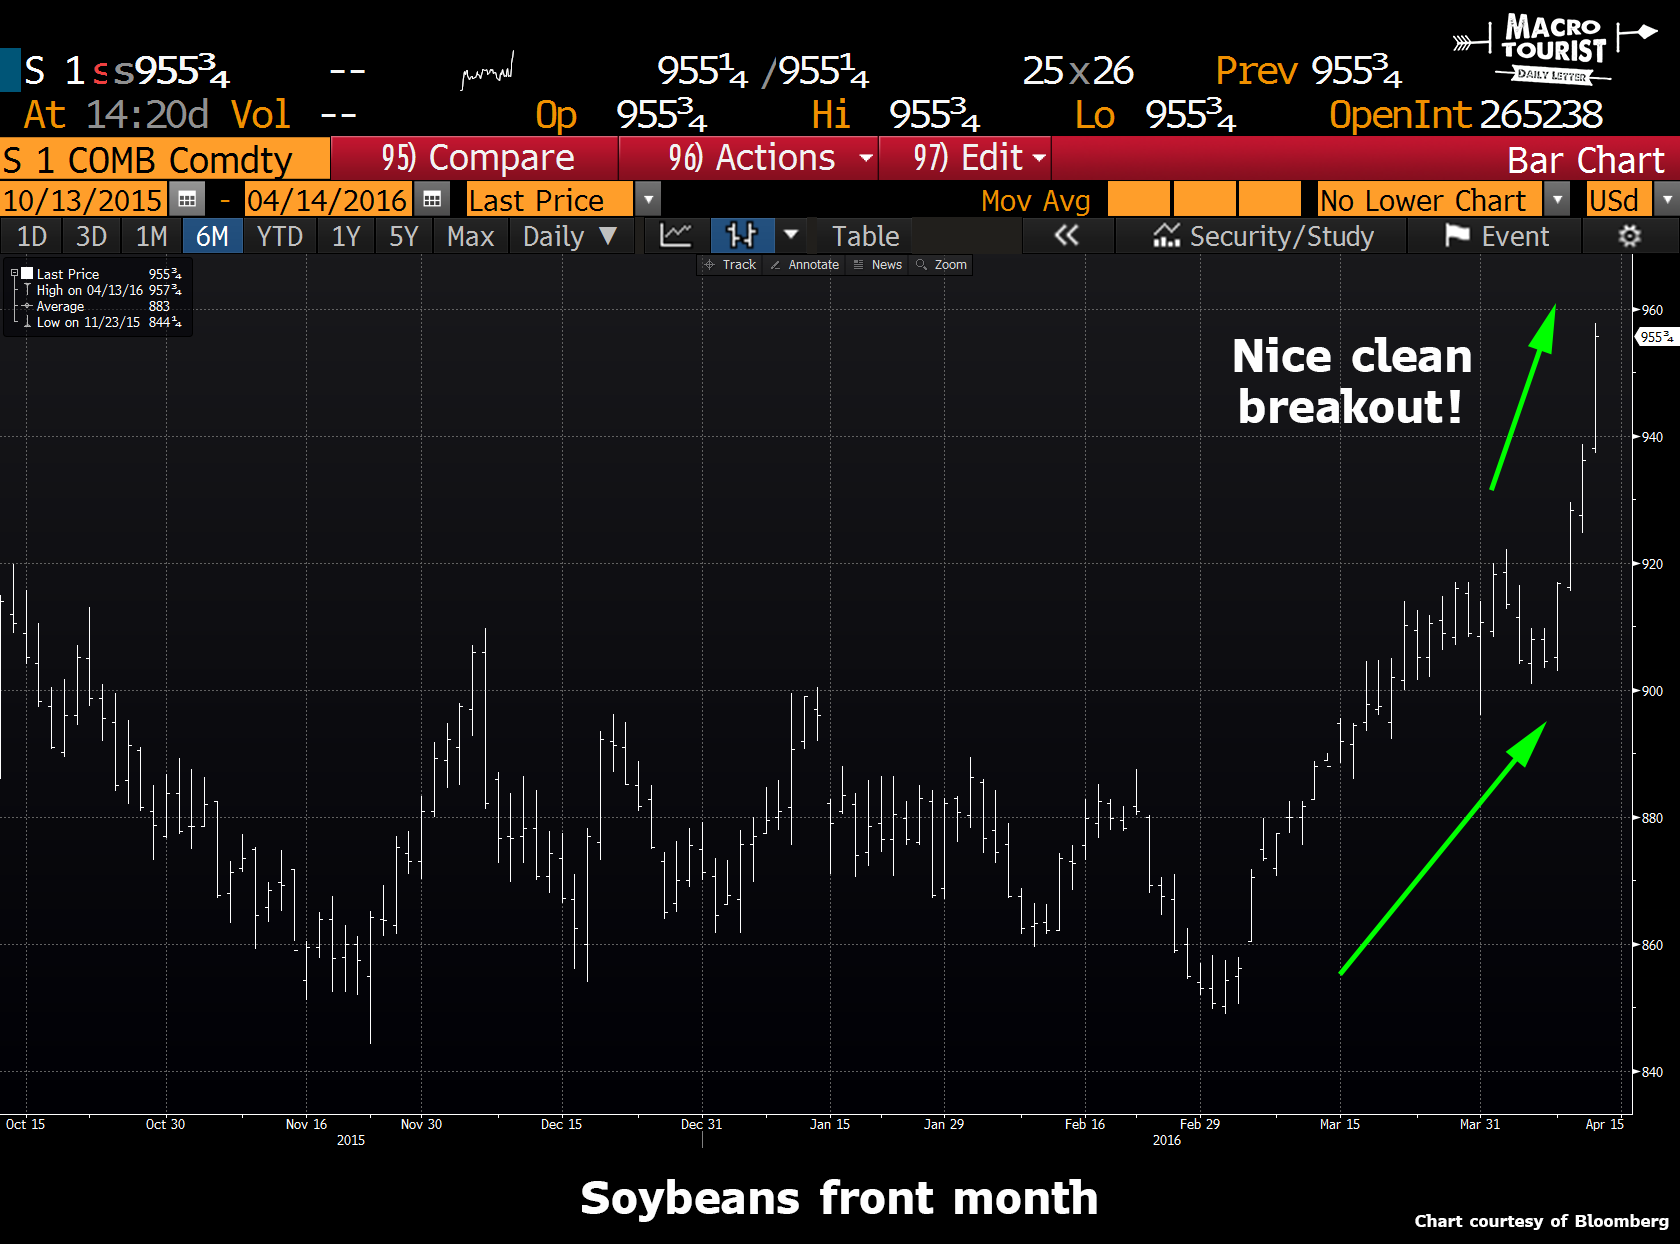 MACRO
TOURIST
DAILY LETTER
S 1 s s 955¾ -- 955¼ / 955¼ 25 x 26 Prev 955¾
At 14:20d Vol -- Op 955¾ Hi 955¾ Lo 955¾ OpenInt 265238
S 1 COMB Comdty 95) Compare 96) Actions 97) Edit Bar Chart
10/13/2015 - 04/14/2016 Last Price Mov Avg No Lower Chart USd
1D 3D 1M 6M YTD 1Y 5Y Max Daily ▼ Table « Security/Study Event
Track Annotate News Zoom
Last Price 955¾
High on 04/13/16 957¾
Average 883
Low on 11/23/15 844¼
960
955¾
Nice clean
breakout!
940
920
900
880
860
840
Oct 15 Oct 30 Nov 16 Nov 30 Dec 15 Dec 31 Jan 15 Jan 29 Feb 16 Feb 29 Mar 15 Mar 31 Apr 15
2015 2016
Soybeans front month
Chart courtesy of Bloomberg